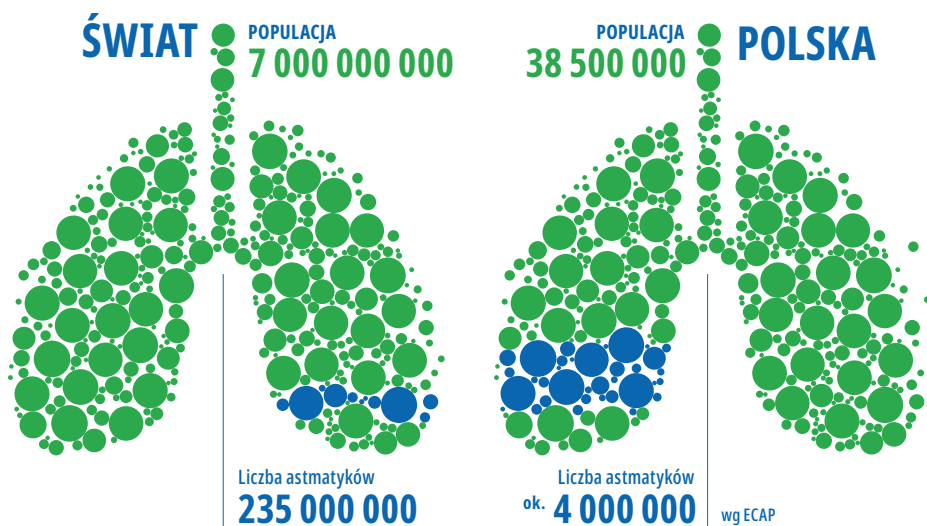 ŚWIAT
POPULACJA
7 000 000 000
POPULACJA
38 500 000
POLSKA
Liczba astmatyków
235 000 000
Liczba astmatyków
ok. 4 000 000
wg ECAP